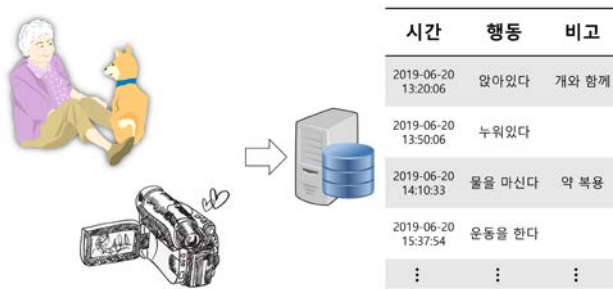 시간 행동 비고
2019-06-20
13:20:06
앉아있다 개와 함께
2019-06-20
13:50:06
누워있다
2019-06-20
14:10:33
물을 마신다 약 복용
2019-06-20
15:37:54
운동을 한다
⋮ ⋮ ⋮